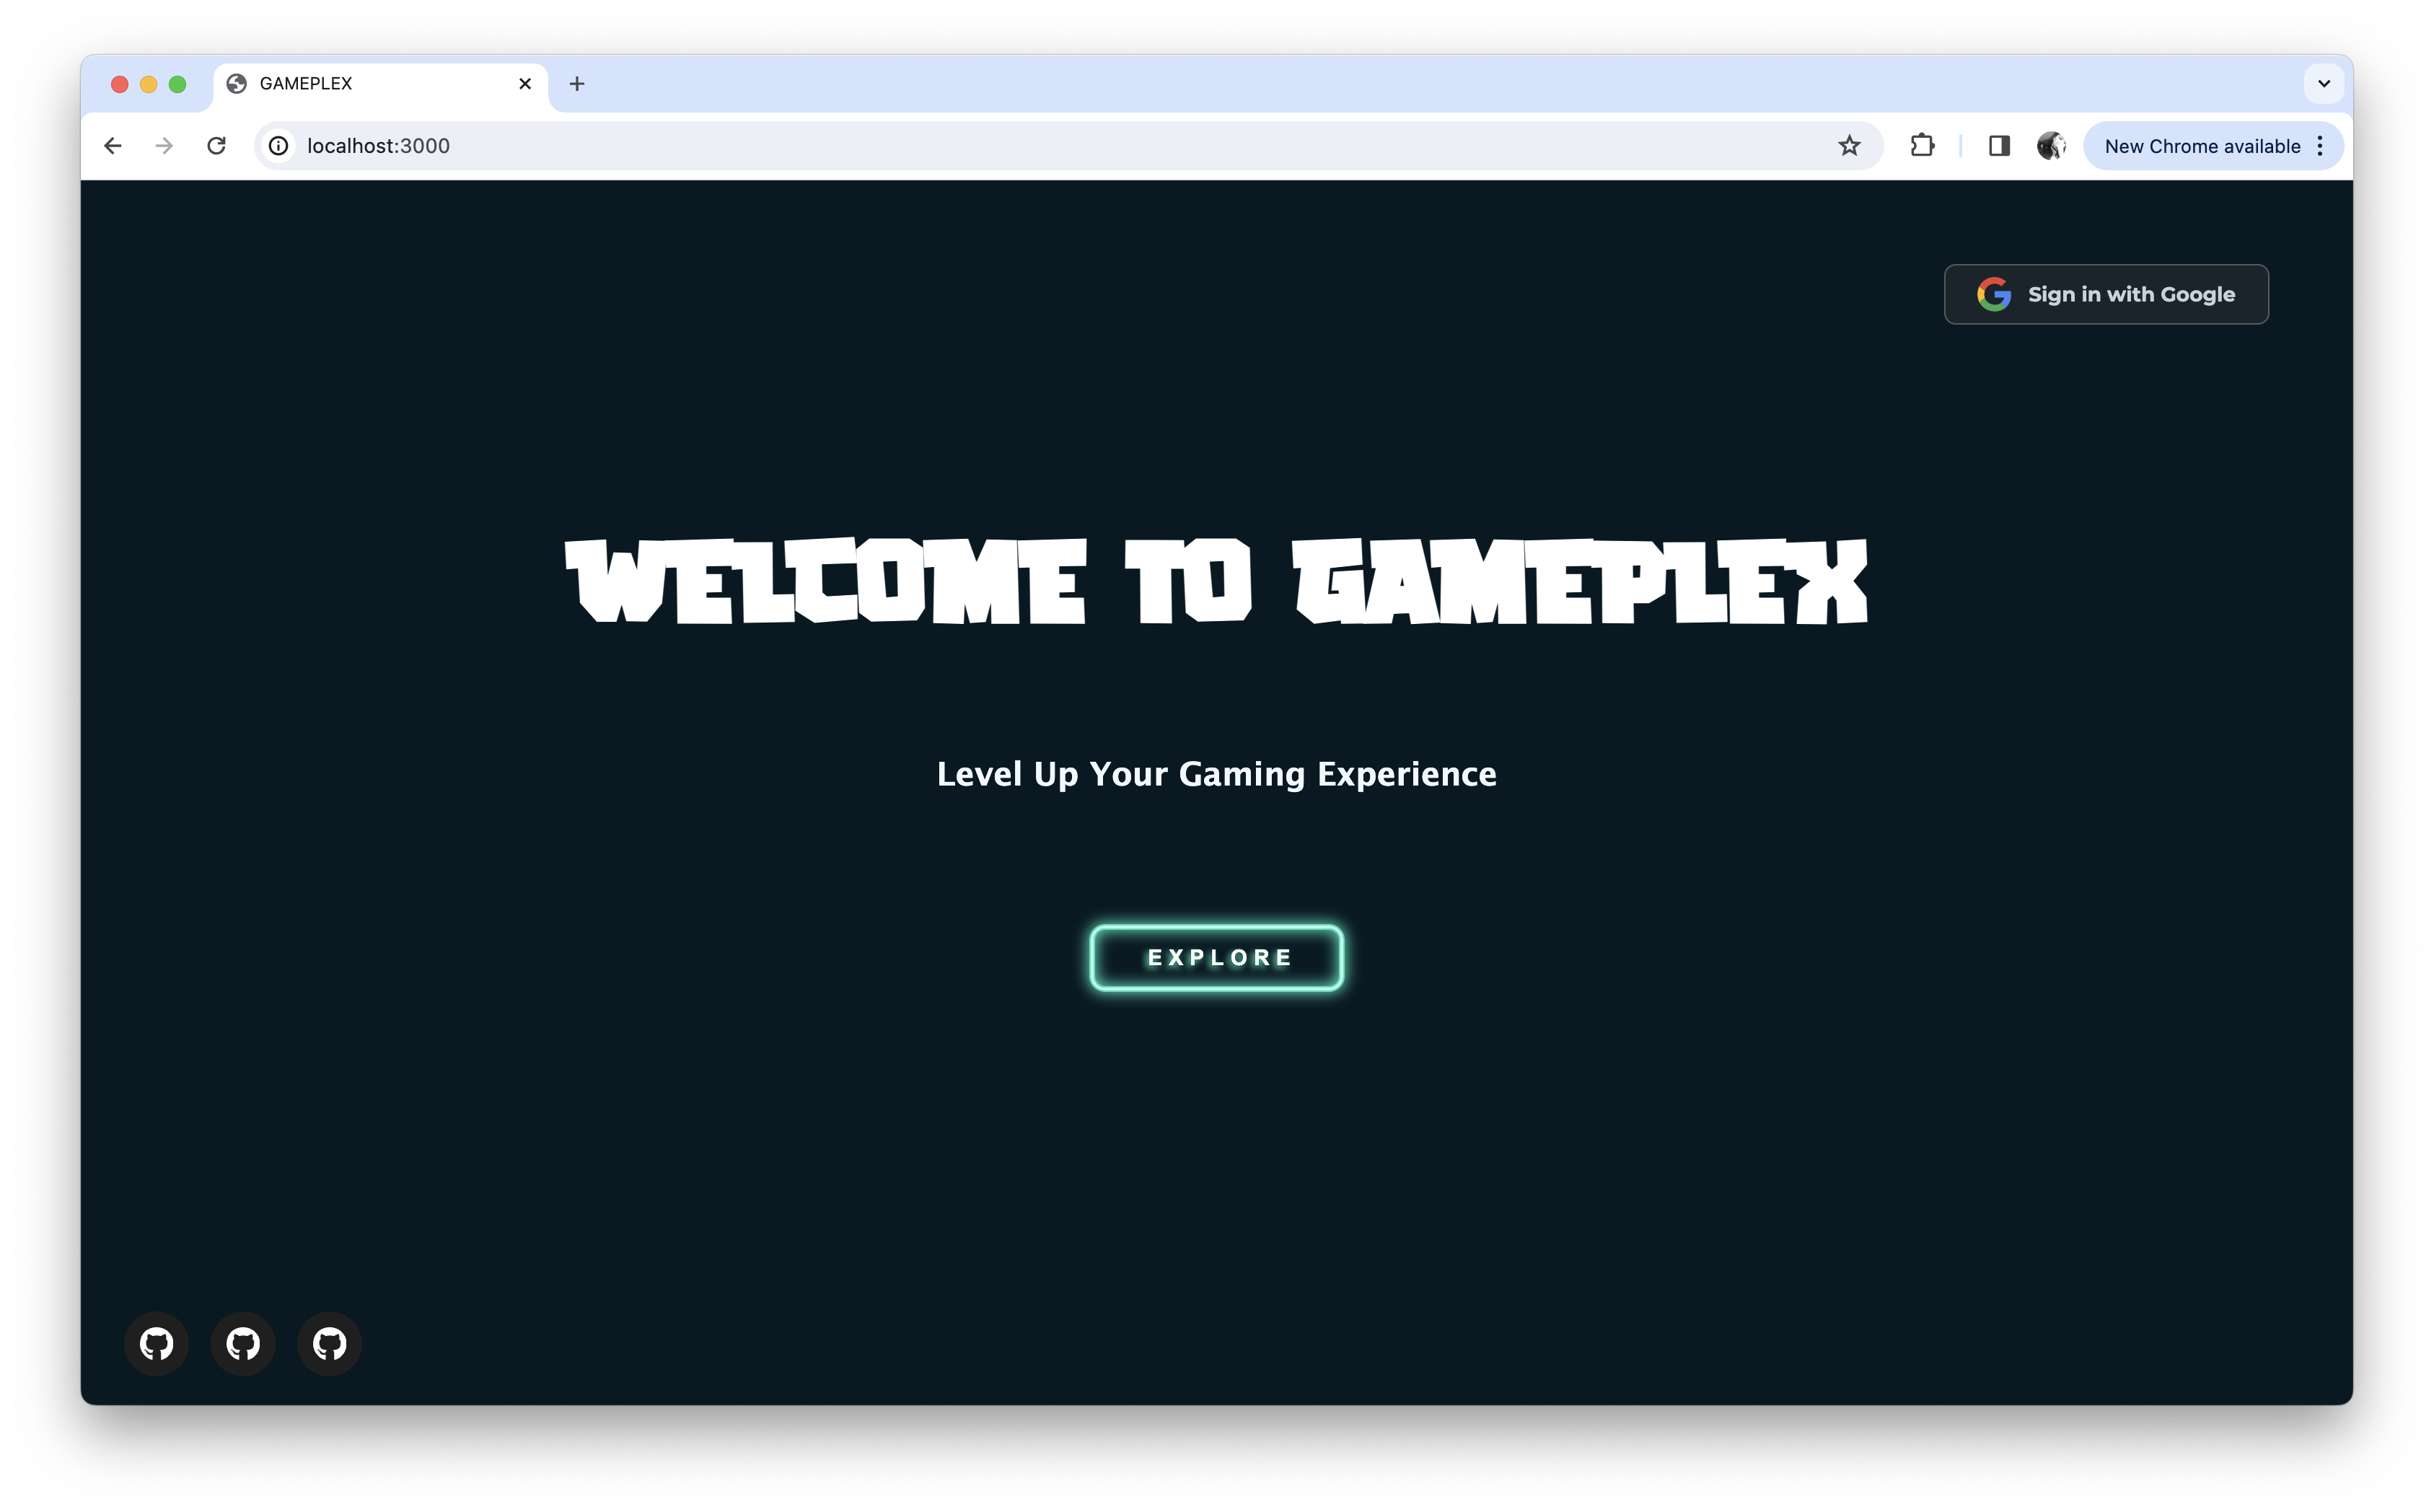 GAMEPLEX
localhost:3000
New Chrome available
Sign in with Google
WELCOME TO GAMEPLEX
Level Up Your Gaming Experience
EXPLORE